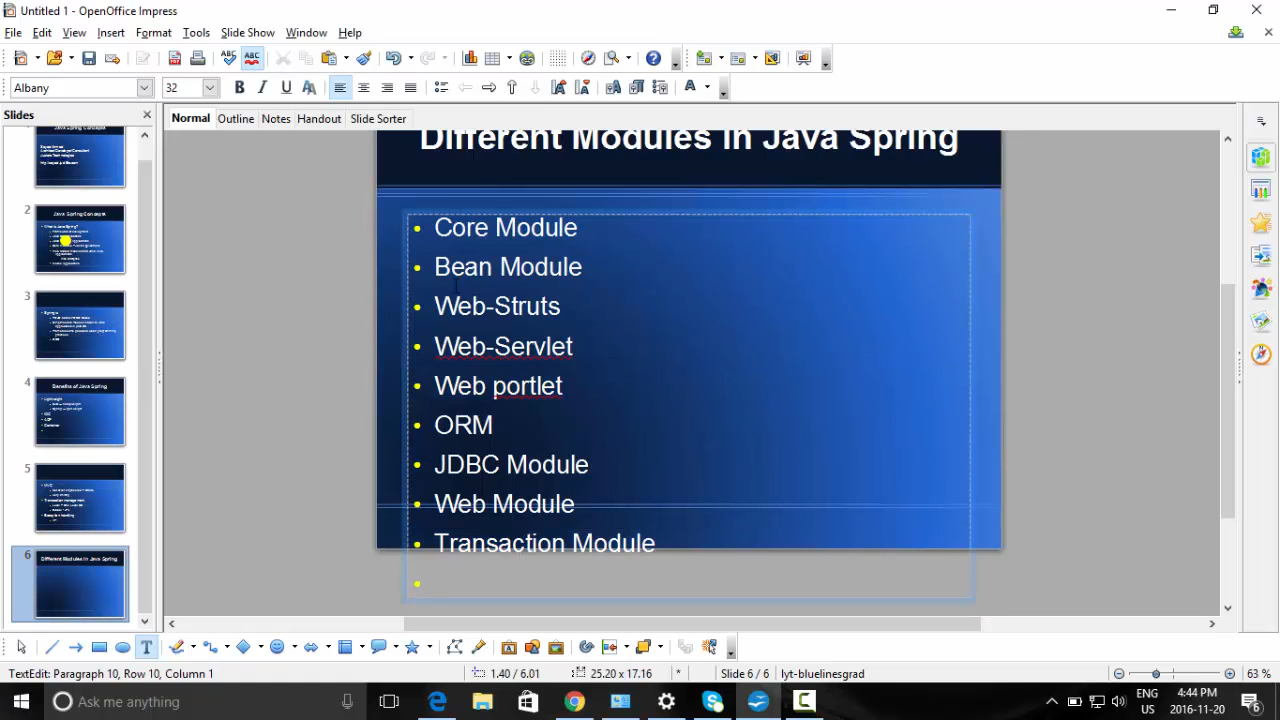 Untitled 1 - OpenOffice Impress
File Edit View Insert Format Tools Slide Show Window Help
Albany 32
Slides
Normal Outline Notes Handout Slide Sorter
Java Spring Concepts
2
Java Spring Concepts
3
4
Benefits of Java Spring
5
6
Different Modules in Java Spring
Different Modules in Java Spring
Core Module
Bean Module
Web-Struts
Web-Servlet
Web portlet
ORM
JDBC Module
Web Module
Transaction Module
TextEdit: Paragraph 10, Row 10, Column 1 1.40 / 6.01 25.20 x 17.16 * Slide 6 / 6 lyt-bluelinesgrad 63 %
Ask me anything
ENG
US
4:44 PM
2016-11-20
6